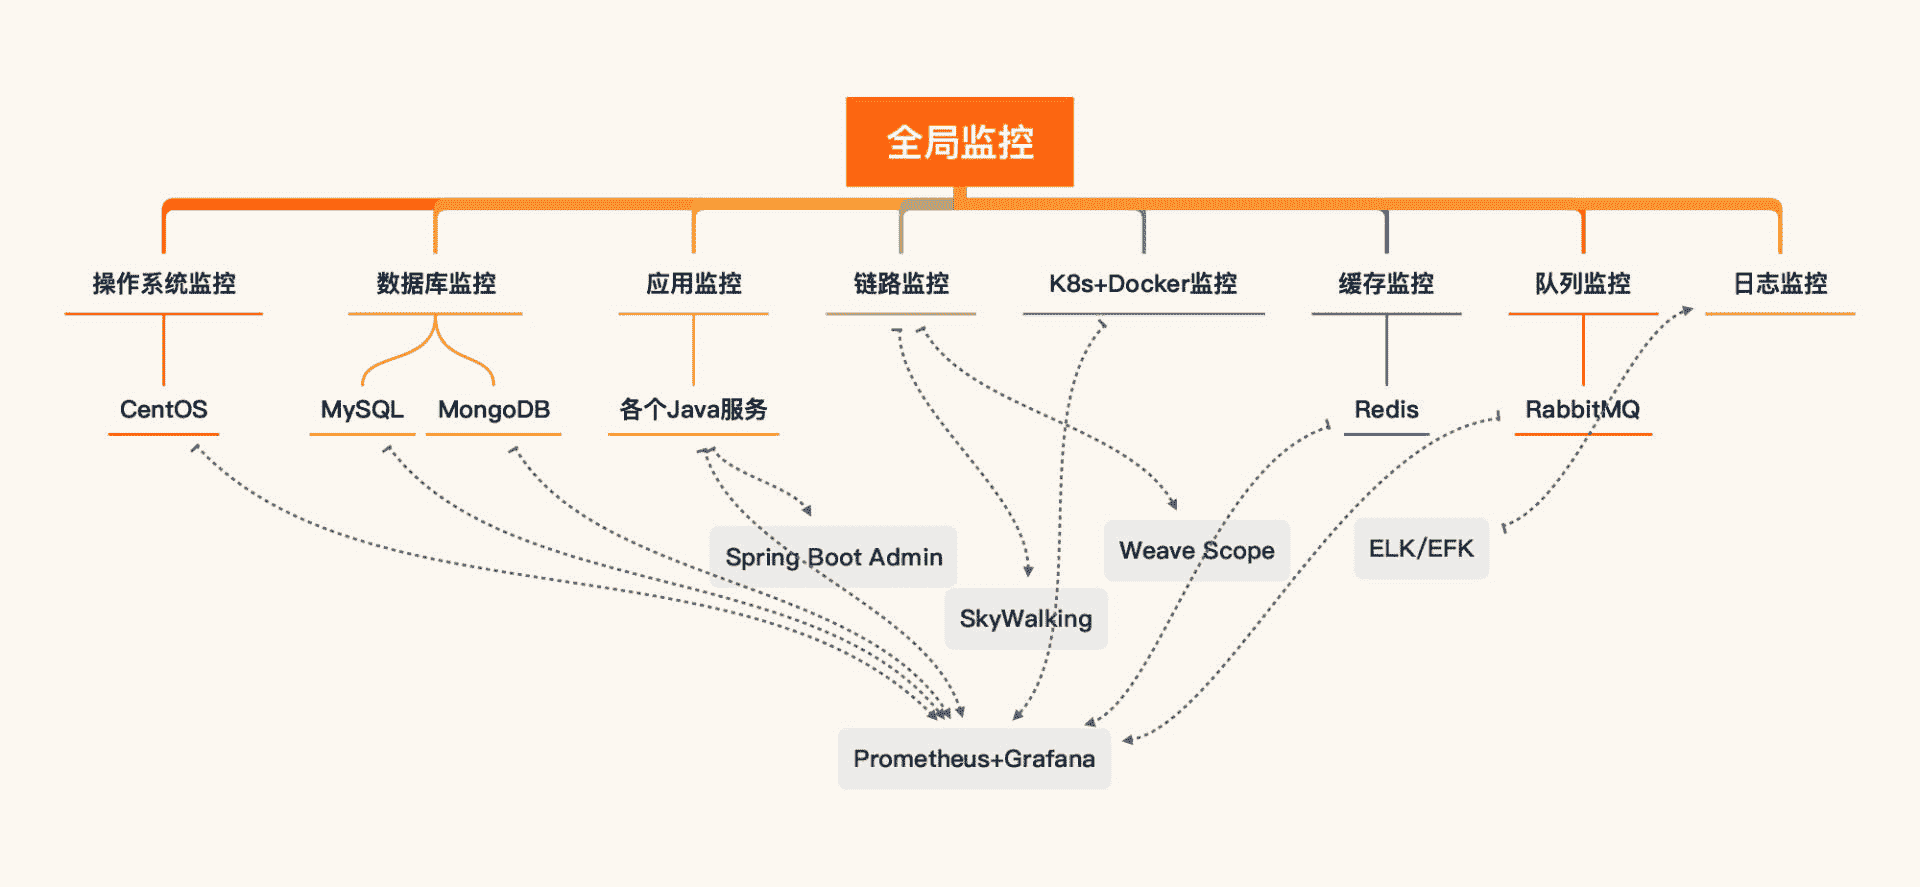 全局监控
操作系统监控
数据库监控
应用监控
链路监控
K8s+Docker监控
缓存监控
队列监控
日志监控
CentOS
MySQL
MongoDB
各个Java服务
Redis
RabbitMQ
Spring Boot Admin
Weave Scope
ELK/EFK
SkyWalking
Prometheus+Grafana